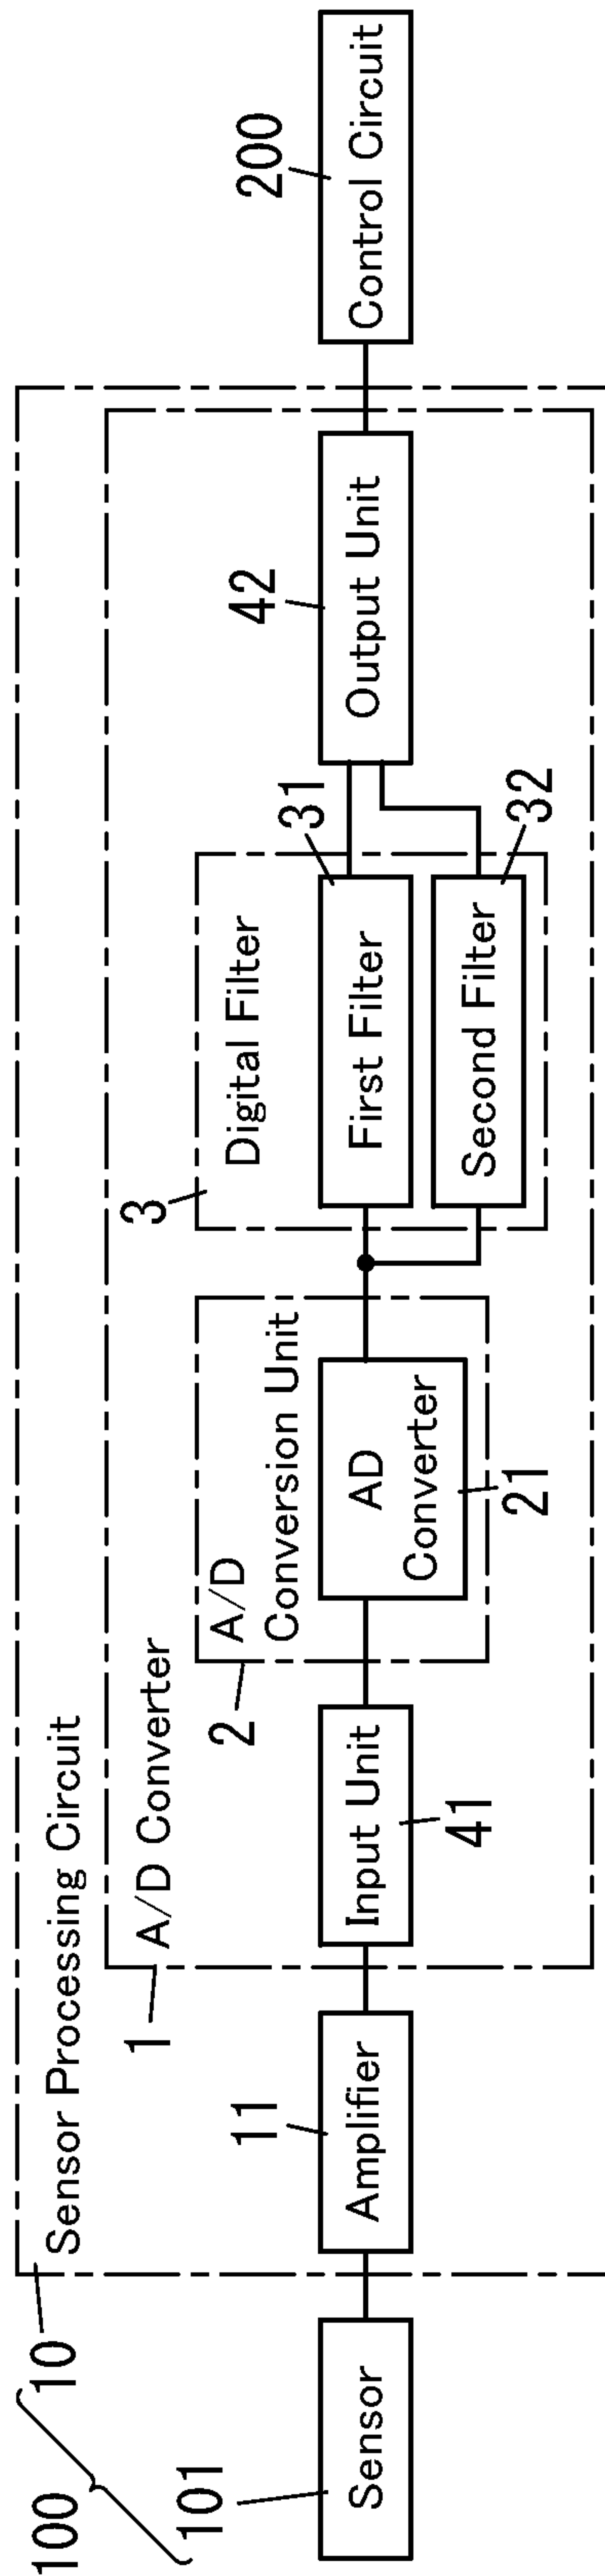 100
10
Sensor Processing Circuit
1
A/D Converter
2
A/D
Conversion Unit
3
Digital Filter
101
Sensor
11
Amplifier
Input Unit
41
AD
Converter
21
First Filter
31
Second Filter
32
42
Output Unit
200
Control Circuit